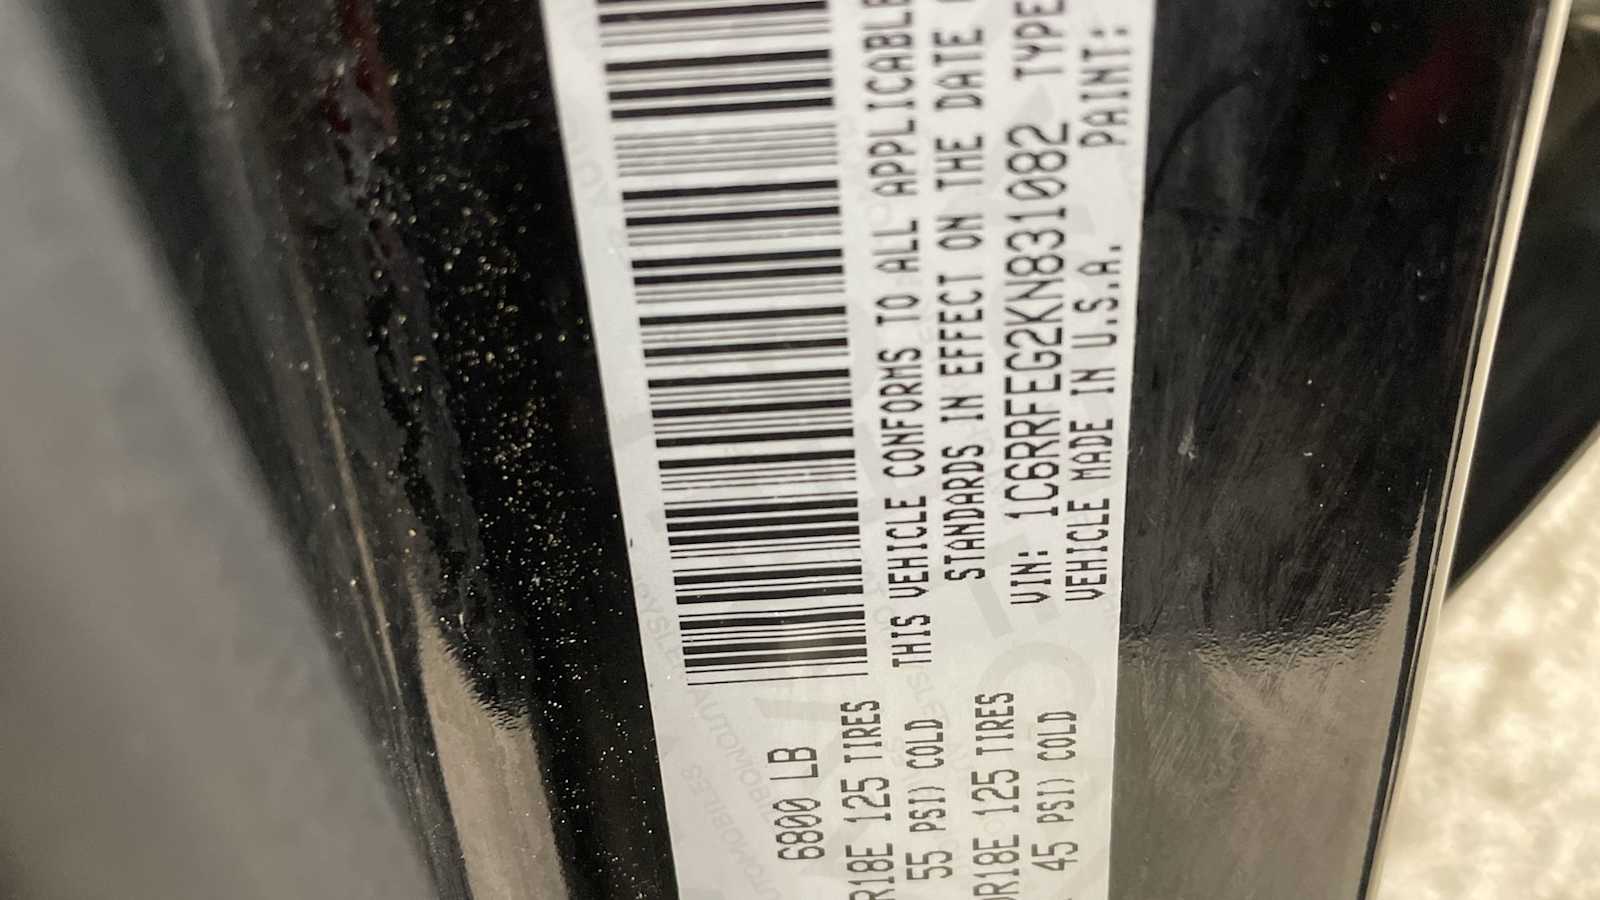 6800 LB
R18E 125 TIRES
55 PSI) COLD
R18E 125 TIRES
45 PSI) COLD
THIS VEHICLE CONFORMS TO ALL APPLICABLE
STANDARDS IN EFFECT ON THE DATE
VIN: 1C6RRFEG2KN831082 TYPE
VEHICLE MADE IN U.S.A. PAINT: